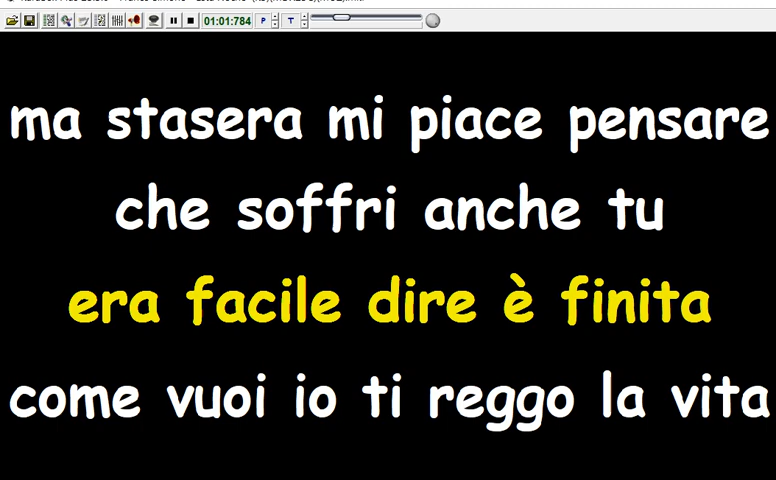 01:01:784
P
T
ma stasera mi piace pensare
che soffri anche tu
era facile dire è finita
come vuoi io ti reggo la vita